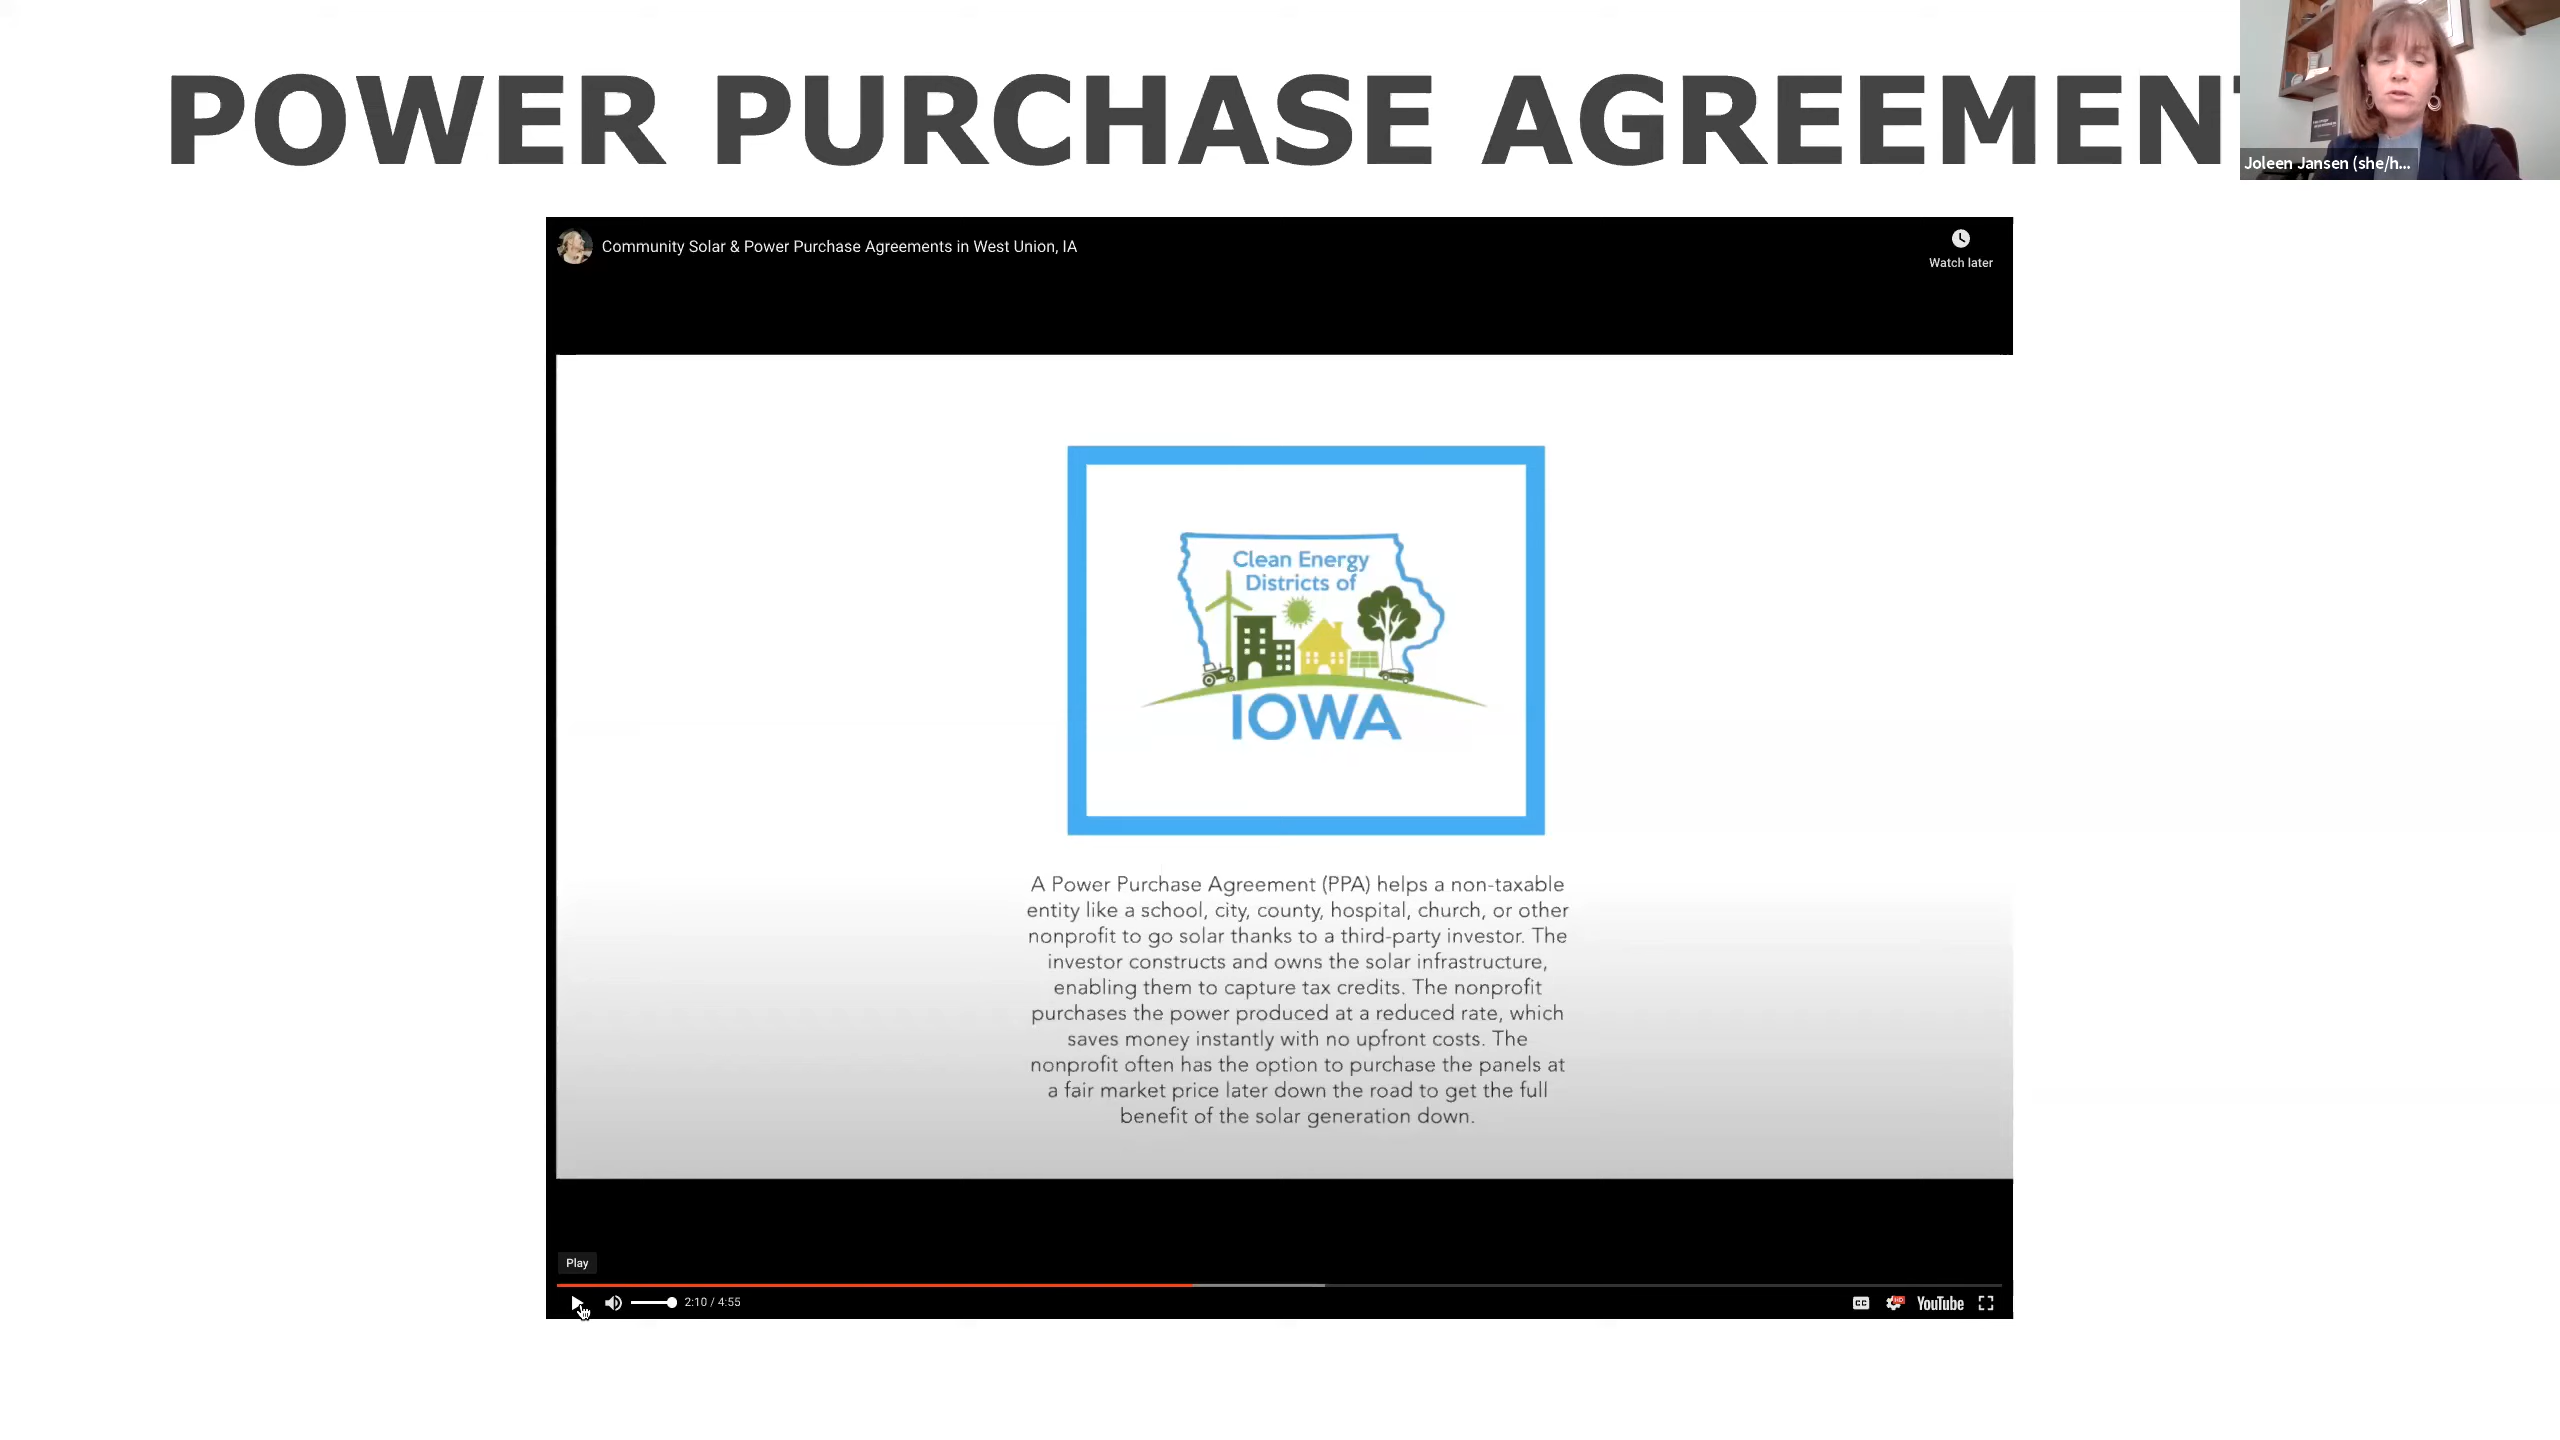 POWER PURCHASE AGREEMENT
Joleen Jansen (she/h...
Community Solar & Power Purchase Agreements in West Union, IA
Watch later
Clean Energy
Districts of
IOWA
A Power Purchase Agreement (PPA) helps a non-taxable
entity like a school, city, county, hospital, church, or other
nonprofit to go solar thanks to a third-party investor. The
investor constructs and owns the solar infrastructure,
enabling them to capture tax credits. The nonprofit
purchases the power produced at a reduced rate, which
saves money instantly with no upfront costs. The
nonprofit often has the option to purchase the panels at
a fair market price later down the road to get the full
benefit of the solar generation down.
Play
2:10 / 4:55
CC
HD
YouTube